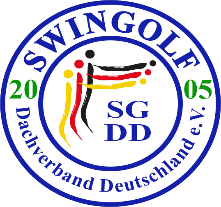 SWINGOLF
20 05
SG
DD
Dachverband Deutschland e.V.